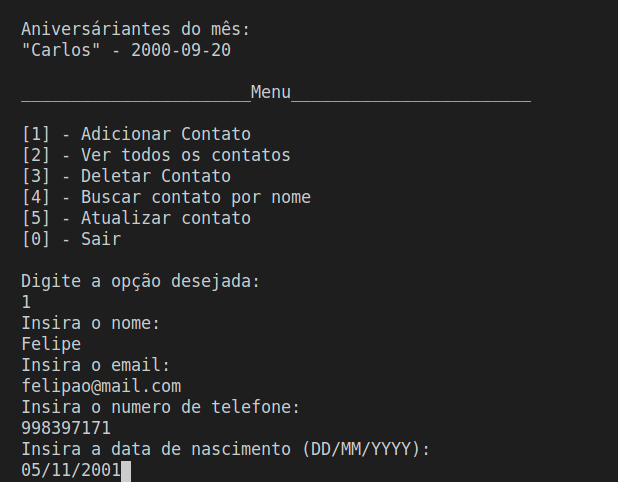 Aniversáriantes do mês:
"Carlos" - 2000-09-20
_______________________Menu________________________
[1] - Adicionar Contato
[2] - Ver todos os contatos
[3] - Deletar Contato
[4] - Buscar contato por nome
[5] - Atualizar contato
[0] - Sair
Digite a opção desejada:
1
Insira o nome:
Felipe
Insira o email:
felipao@mail.com
Insira o numero de telefone:
998397171
Insira a data de nascimento (DD/MM/YYYY):
05/11/2001